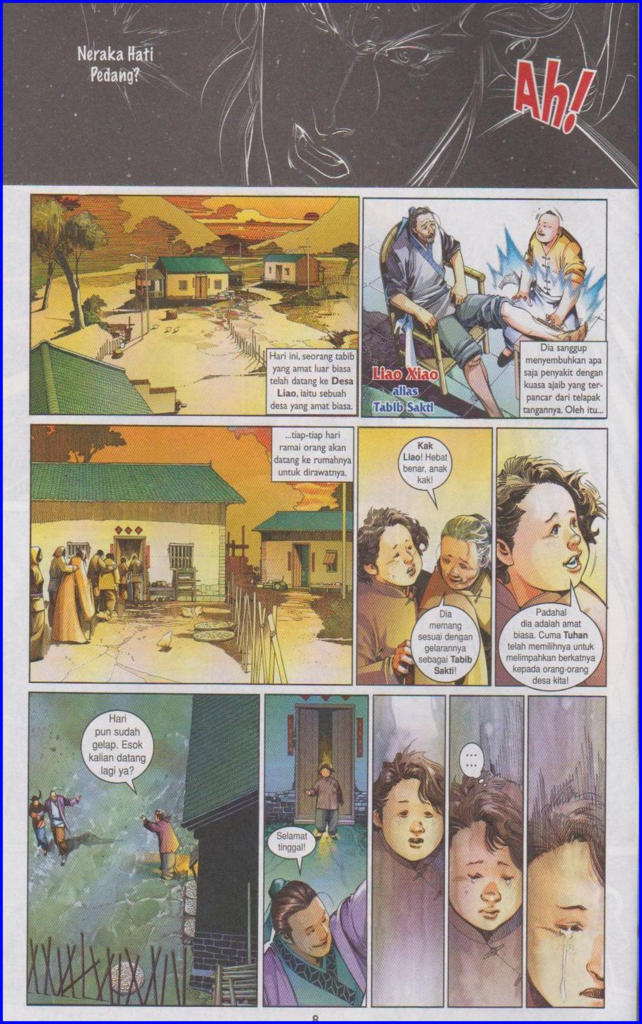 Neraka Hati
Pedang?
Ah!
Hari ini, seorang tabib
yang amat luar biasa
telah datang ke Desa
Liao, iaitu sebuah
desa yang amat biasa.
Liao Xiao
alias
Tabib Sakti
Dia sanggup
menyembuhkan apa
saja penyakit dengan
kuasa ajaib yang ter-
pancar dari telapak
tangannya. Oleh itu...
...tiap-tiap hari
ramai orang akan
datang ke rumahnya
untuk dirawatnya.
Kak
Liao! Hebat
benar, anak
kak!
Dia
memang
sesuai dengan
gelarannya
sebagai Tabib
Sakti!
Padahal
dia adalah amat
biasa. Cuma Tuhan
telah memilihnya untuk
melimpahkan berkatnya
kepada orang-orang
desa kita!
Hari
pun sudah
gelap. Esok
kalian datang
lagi ya?
Selamat
tinggal!
...
...
8